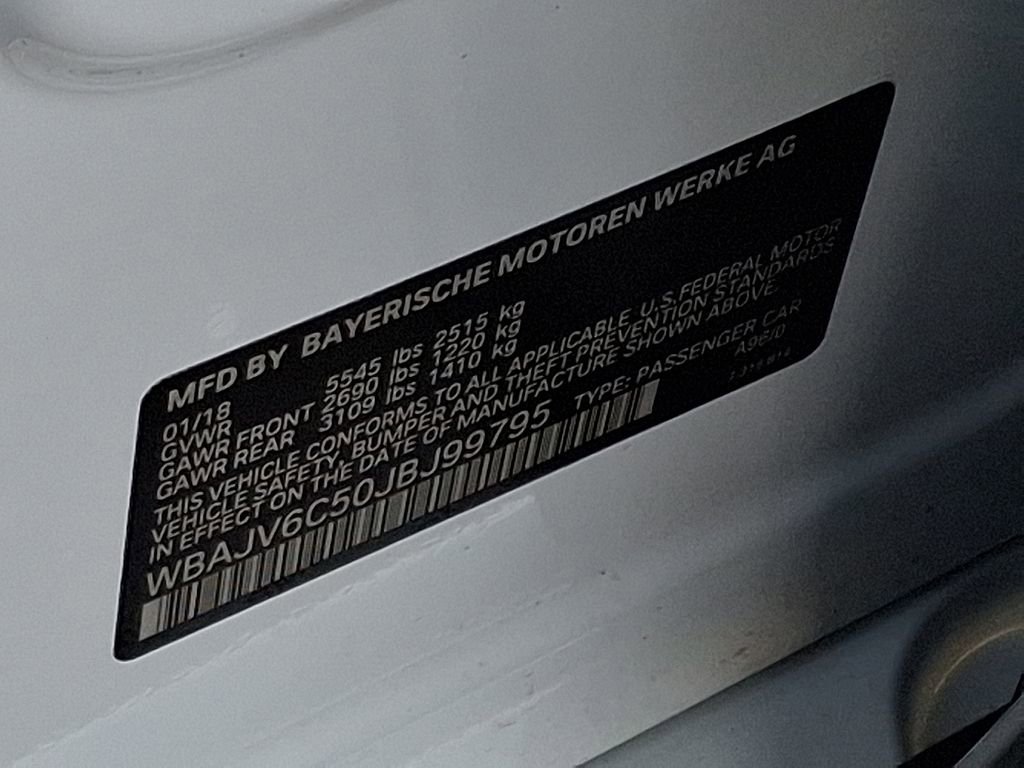 MFD BY BAYERISCHE MOTOREN WERKE AG
01/18
GVWR 5545 lbs 2515 kg
GAWR FRONT 2690 lbs 1220 kg
GAWR REAR 3109 lbs 1410 kg
THIS VEHICLE CONFORMS TO ALL APPLICABLE U.S. FEDERAL MOTOR
VEHICLE SAFETY, BUMPER AND THEFT PREVENTION STANDARDS
IN EFFECT ON THE DATE OF MANUFACTURE SHOWN ABOVE.
WBAJV6C50JBJ99795 TYPE: PASSENGER CAR
A96/0